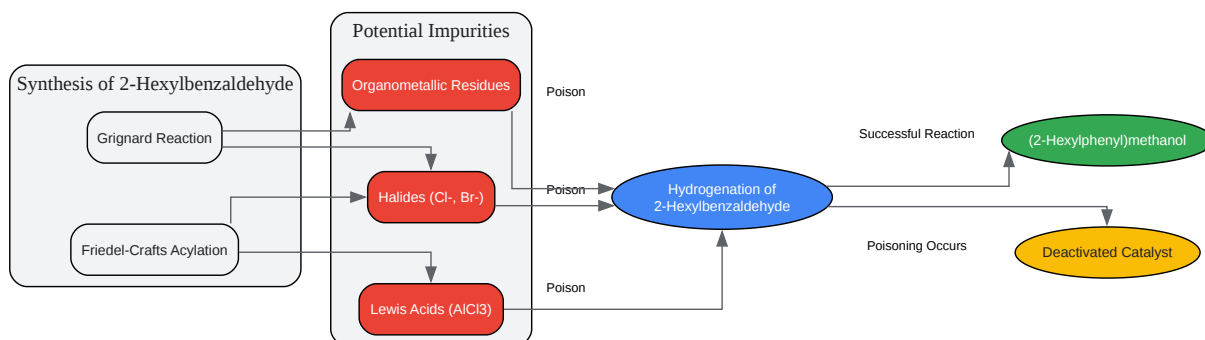 Potential Impurities
Synthesis of 2-Hexylbenzaldehyde
Organometallic Residues
Poison
Grignard Reaction
Successful Reaction
(2-Hexylphenyl)methanol
Halides (Cl-, Br-)
Poison
Hydrogenation of
2-Hexylbenzaldehyde
Friedel-Crafts Acylation
Poisoning Occurs
Deactivated Catalyst
Lewis Acids (AlCl3)
Poison